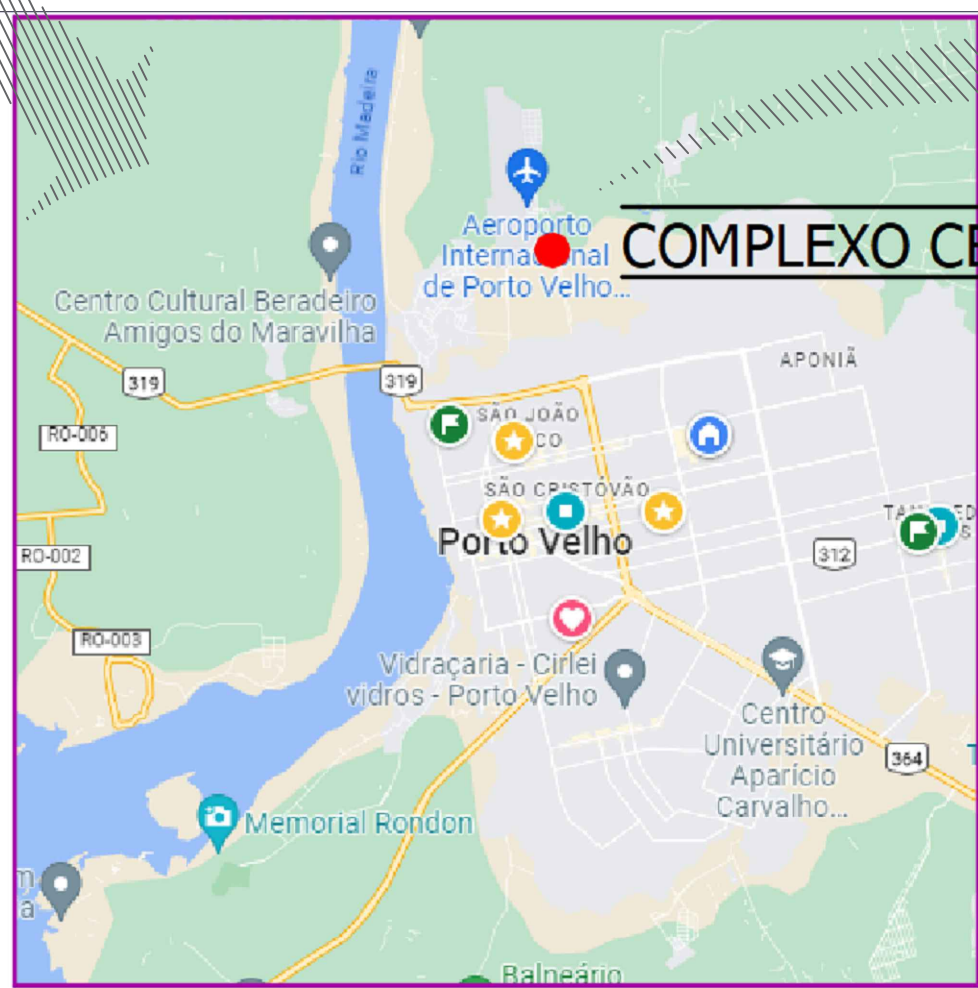 Rio Madeira
Aeroporto
Internacional
de Porto Velho...
COMPLEXO CE
Centro Cultural Beradeiro
Amigos do Maravilha
APONIÃ
319
319
SÃO JOÃO
CO
RO-005
SÃO CRISTÓVÃO
Porto Velho
312
RO-002
RO-003
Vidraçaria - Cirlei
vidros - Porto Velho
Centro
Universitário
Aparício
Carvalho...
364
Memorial Rondon
Balneário